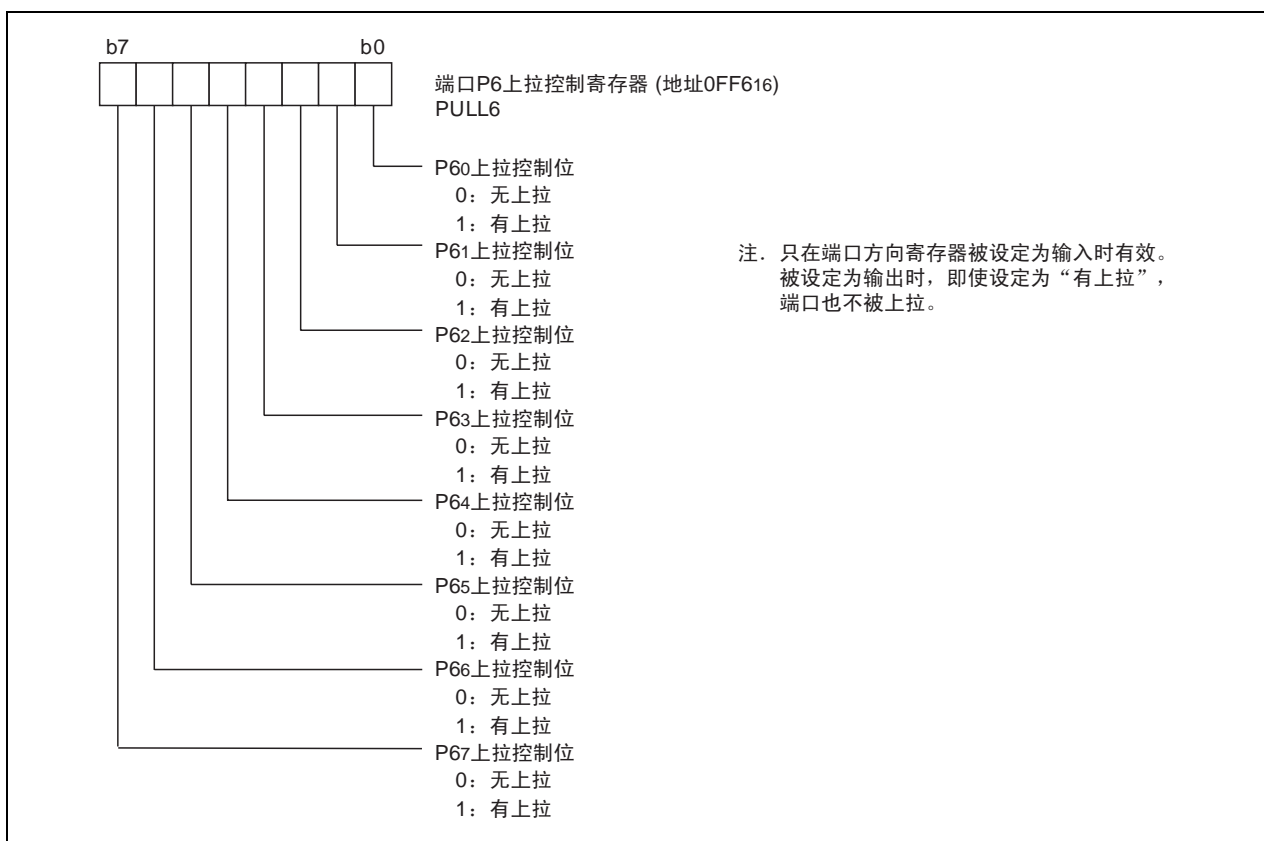 b7 b0
端口P6上拉控制寄存器 (地址0FF616)
PULL6
P60上拉控制位
0：无上拉
1：有上拉
P61上拉控制位
0：无上拉
1：有上拉
P62上拉控制位
0：无上拉
1：有上拉
P63上拉控制位
0：无上拉
1：有上拉
P64上拉控制位
0：无上拉
1：有上拉
P65上拉控制位
0：无上拉
1：有上拉
P66上拉控制位
0：无上拉
1：有上拉
P67上拉控制位
0：无上拉
1：有上拉
注．只在端口方向寄存器被设定为输入时有效。
被设定为输出时，即使设定为“有上拉”，
端口也不被上拉。